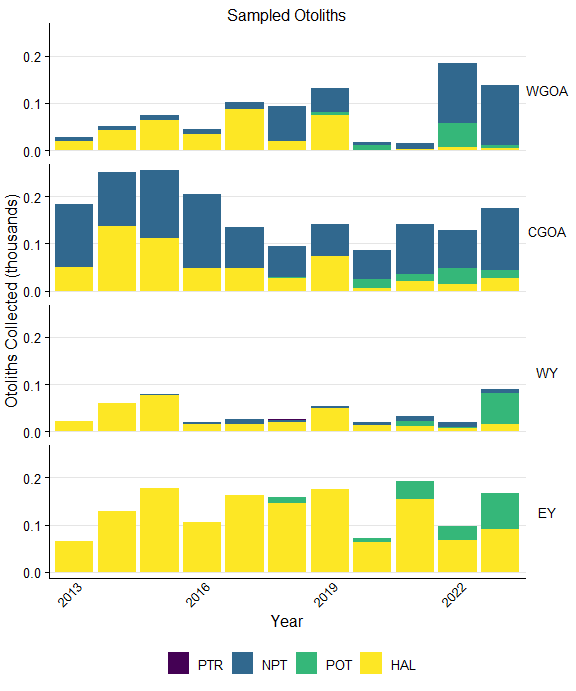 Sampled Otoliths
Otoliths Collected (thousands)
0.2
0.1
0.0
WGOA
0.2
0.1
0.0
CGOA
0.2
0.1
0.0
WY
0.2
0.1
0.0
EY
2013 2016 2019 2022
Year
PTR NPT POT HAL